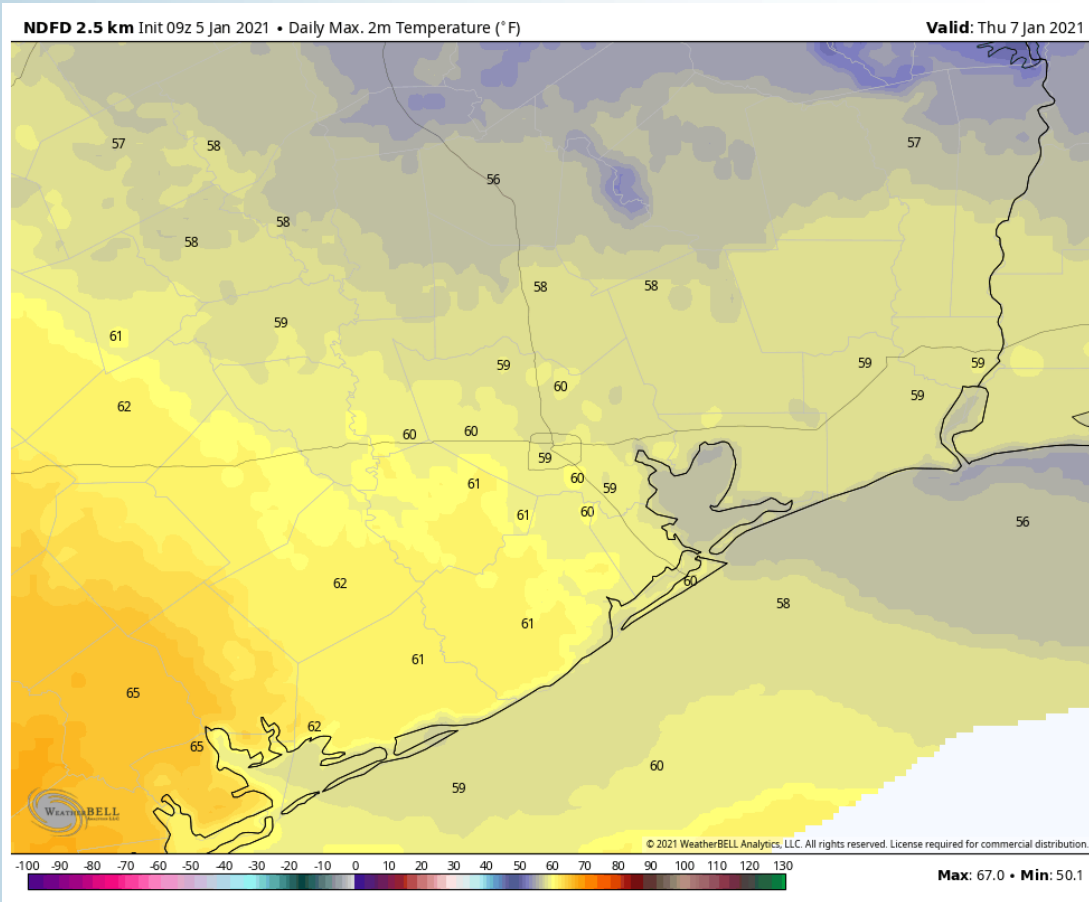 NDFD 2.5 km Init 09z 5 Jan 2021 • Daily Max. 2m Temperature (°F) Valid: Thu 7 Jan 2021
57 58 57
56
58
58
58 58
59
61
59 59 59
60
59
62
60 60
59
61 60 59
61 60
56
60
62 58
61
61
65
62
65
60
59
WEATHERBELL
© 2021 WeatherBELL Analytics, LLC. All rights reserved. License required for commercial distribution.
-100 -90 -80 -70 -60 -50 -40 -30 -20 -10 0 10 20 30 40 50 60 70 80 90 100 110 120 130
Max: 67.0 • Min: 50.1